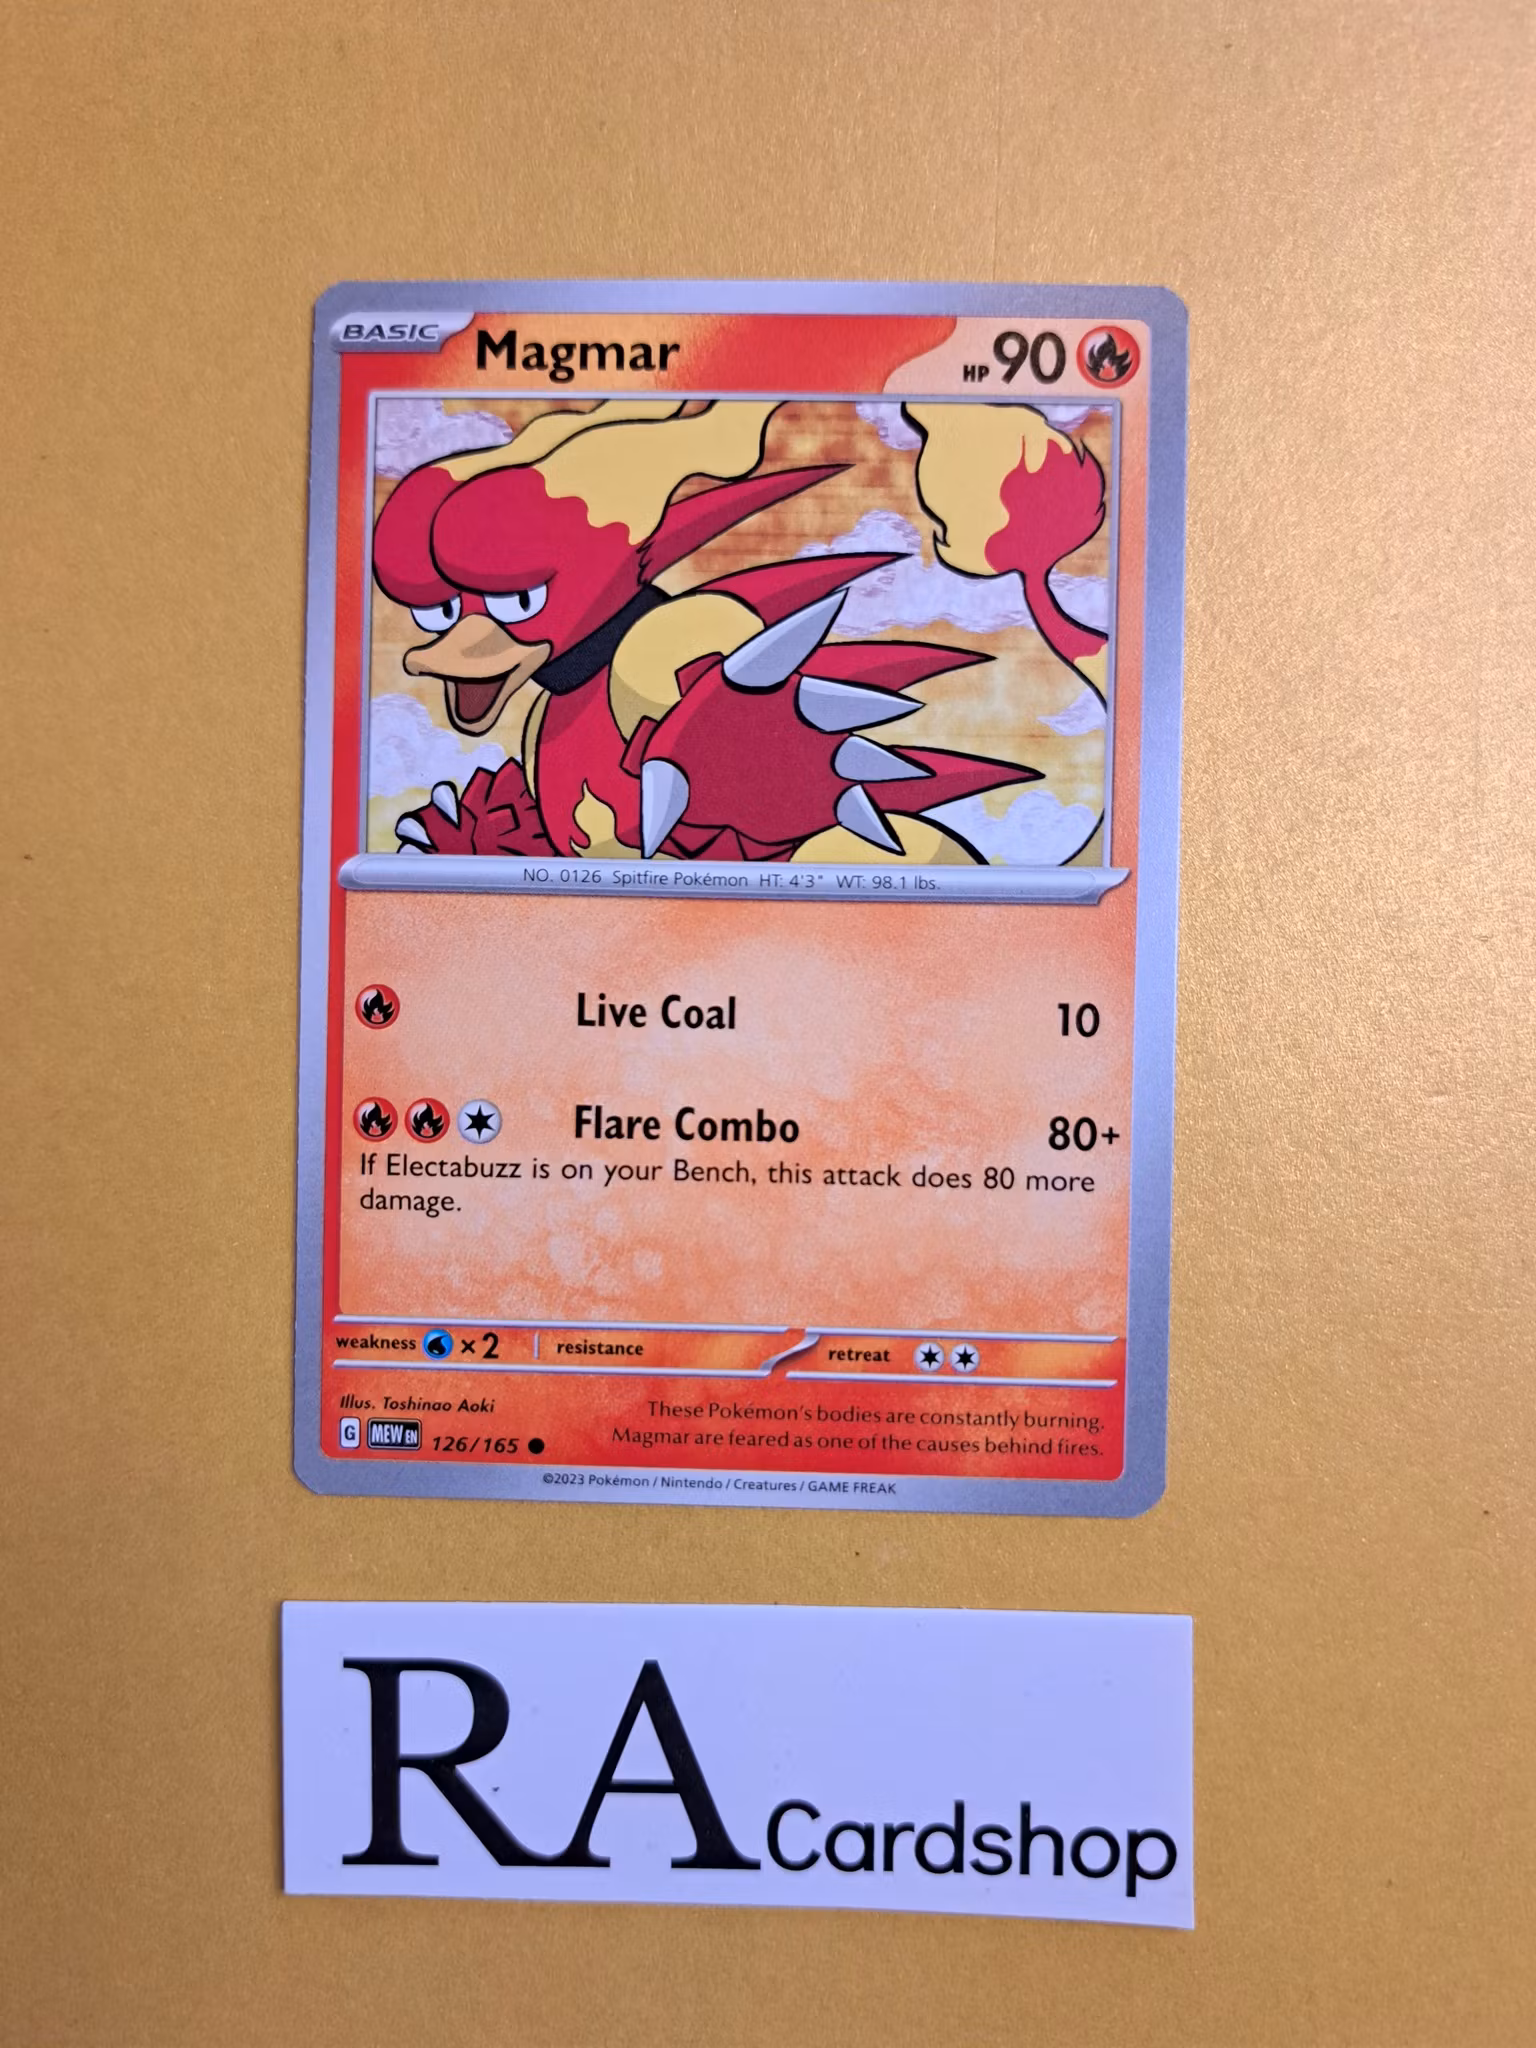 BASIC Magmar HP 90
NO. 0126 Spitfire Pokémon HT: 4'3" WT: 98.1 lbs.
Live Coal 10
Flare Combo 80+
If Electabuzz is on your Bench, this attack does 80 more
damage.
weakness ×2 resistance retreat
Illus. Toshinao Aoki
These Pokémon's bodies are constantly burning.
G MEW EN 126/165
Magmar are feared as one of the causes behind fires.
©2023 Pokémon / Nintendo / Creatures / GAME FREAK
RA Cardshop